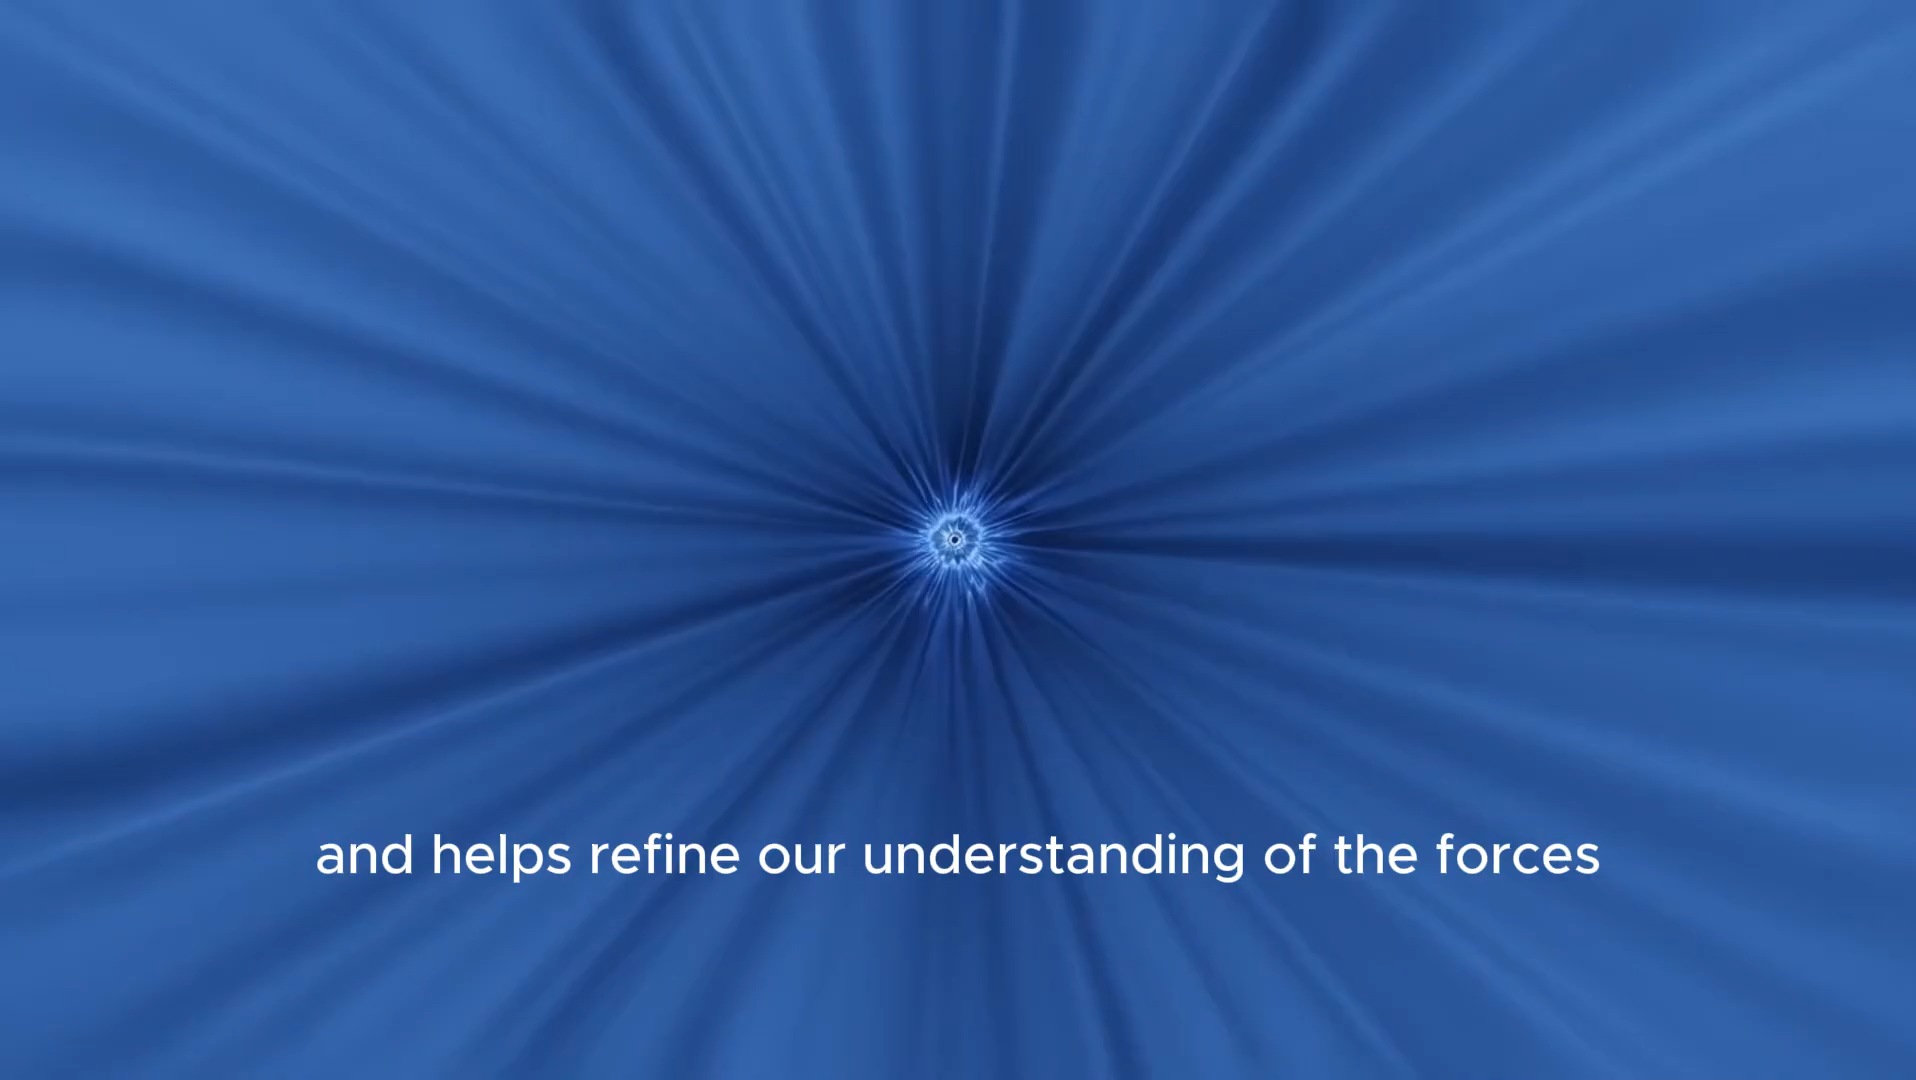 and helps refine our understanding of the forces